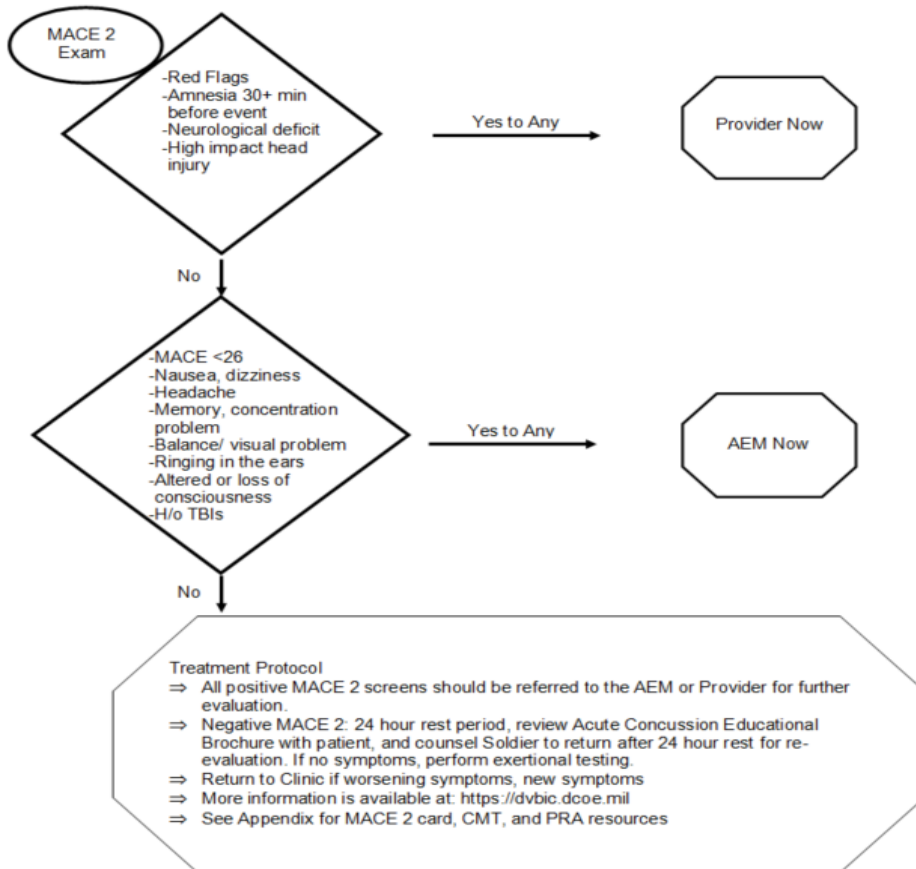 MACE 2
Exam
-Red Flags
-Amnesia 30+ min
before event
-Neurological deficit
-High impact head
injury
Yes to Any
Provider Now
No
-MACE <26
-Nausea, dizziness
-Headache
-Memory, concentration
problem
-Balance/ visual problem
-Ringing in the ears
-Altered or loss of
consciousness
-H/o TBIs
Yes to Any
AEM Now
No
Treatment Protocol
⇒ All positive MACE 2 screens should be referred to the AEM or Provider for further
evaluation.
⇒ Negative MACE 2: 24 hour rest period, review Acute Concussion Educational
Brochure with patient, and counsel Soldier to return after 24 hour rest for re-
evaluation. If no symptoms, perform exertional testing.
⇒ Return to Clinic if worsening symptoms, new symptoms
⇒ More information is available at: https://dvbic.dcoe.mil
⇒ See Appendix for MACE 2 card, CMT, and PRA resources